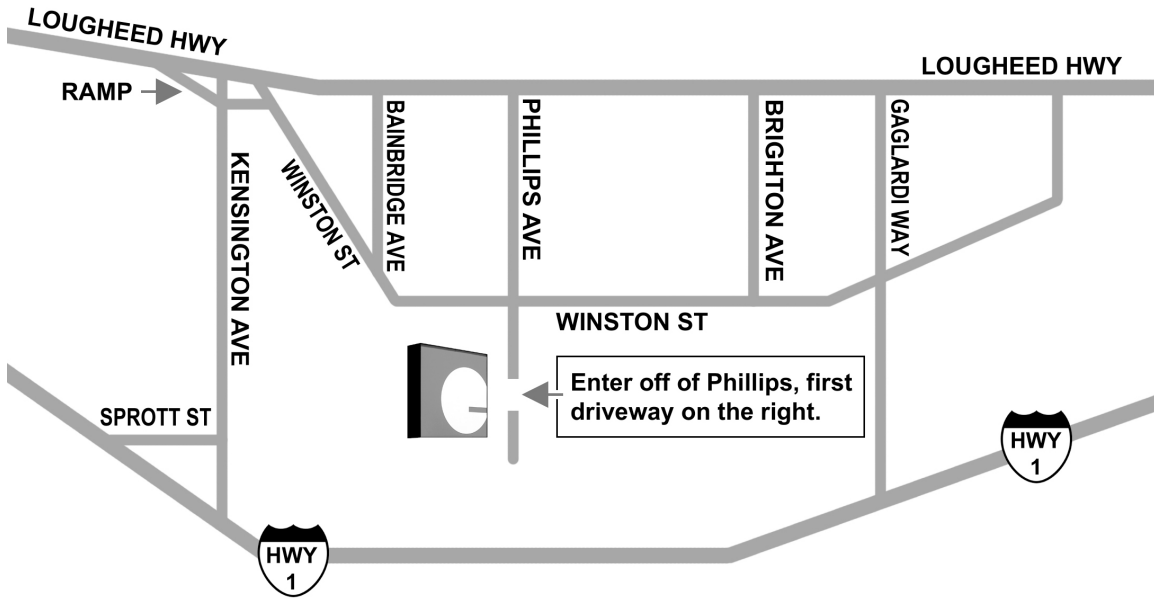 LOUGHEED HWY
LOUGHEED HWY
RAMP
BAINBRIDGE AVE
PHILLIPS AVE
BRIGHTON AVE
GAGLARDI WAY
KENSINGTON AVE
WINSTON ST
WINSTON ST
Enter off of Phillips, first
driveway on the right.
SPROTT ST
HWY
1
HWY
1